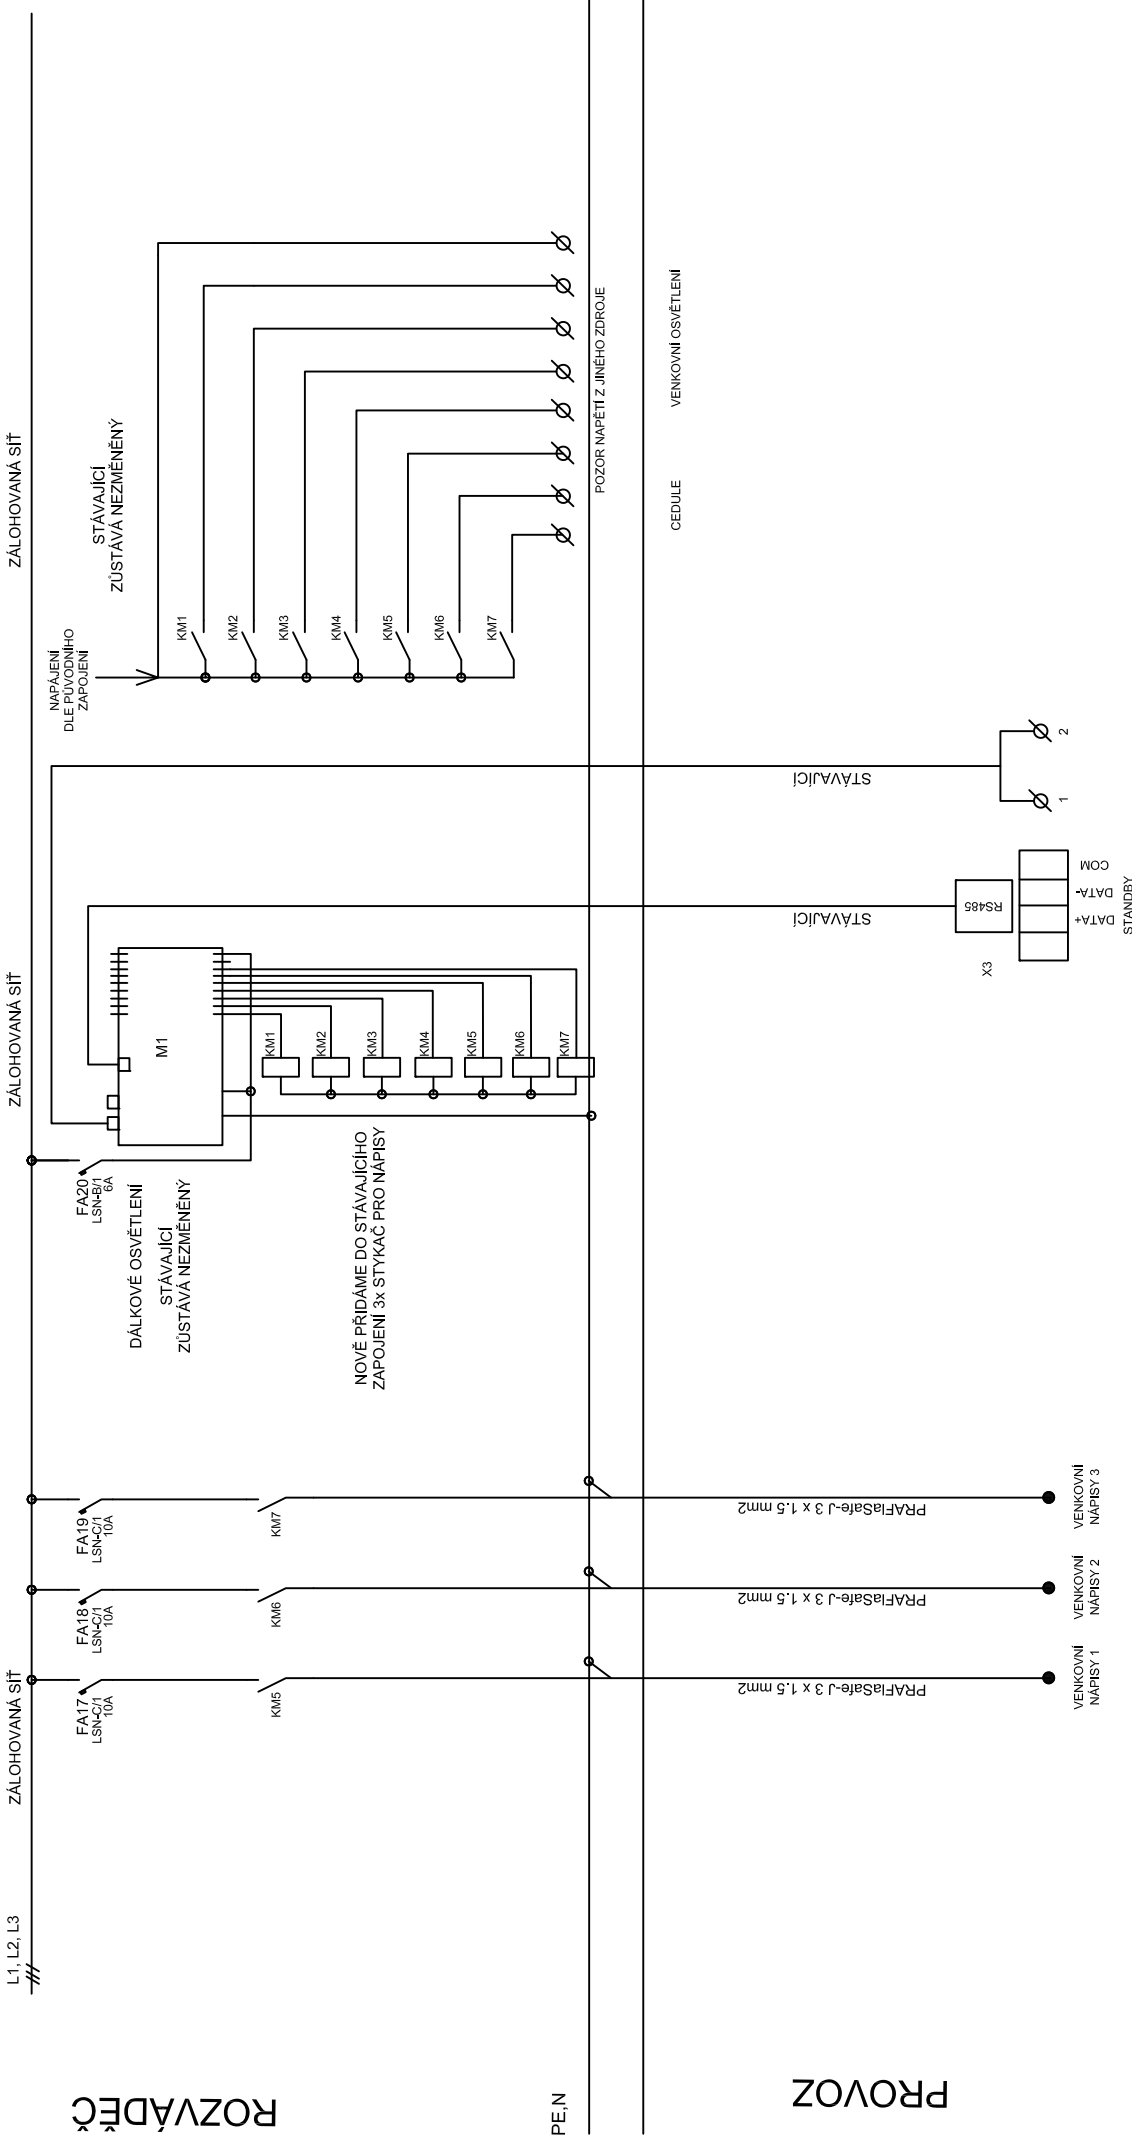 L1, L2, L3
ZÁLOHOVANÁ SÍŤ
ZÁLOHOVANÁ SÍŤ
ZÁLOHOVANÁ SÍŤ
FA17
LSN-C/1
10A
FA18
LSN-C/1
10A
FA19
LSN-C/1
10A
FA20
LSN-B/1
6A
KM5
KM6
KM7
DÁLKOVÉ OSVĚTLENÍ
STÁVAJÍCÍ
ZŮSTÁVÁ NEZMĚNĚNÝ
M1
KM1
KM2
KM3
KM4
KM5
KM6
KM7
NOVĚ PŘIDÁME DO STÁVAJÍCÍHO
ZAPOJENÍ 3x STYKAČ PRO NÁPISY
NAPÁJENÍ
DLE PŮVODNÍHO
ZAPOJENÍ
STÁVAJÍCÍ
ZŮSTÁVÁ NEZMĚNĚNÝ
KM1
KM2
KM3
KM4
KM5
KM6
KM7
POZOR NAPĚTÍ Z JINÉHO ZDROJE
CEDULE
VENKOVNÍ OSVĚTLENÍ
ROZVÁDĚČ
PE,N
PROVOZ
PRAFlaSafe-J 3 x 1.5 mm2
PRAFlaSafe-J 3 x 1.5 mm2
PRAFlaSafe-J 3 x 1.5 mm2
VENKOVNÍ
NÁPISY 1
VENKOVNÍ
NÁPISY 2
VENKOVNÍ
NÁPISY 3
STÁVAJÍCÍ
STÁVAJÍCÍ
X3
RS485
DATA+
DATA-
COM
STANDBY
1
2